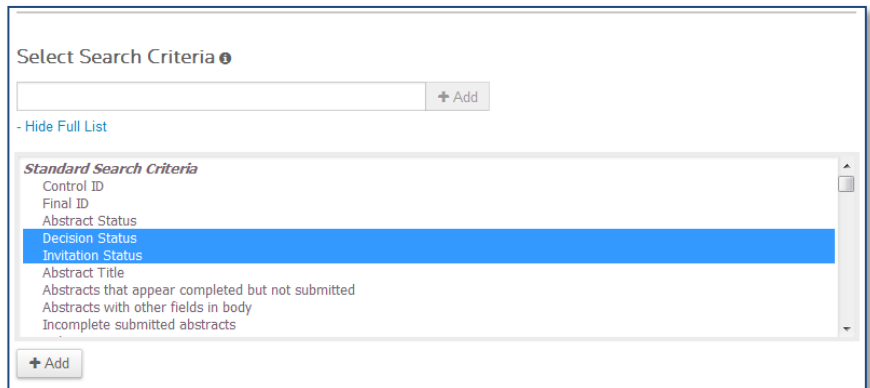 Select Search Criteria
+ Add
- Hide Full List
Standard Search Criteria
Control ID
Final ID
Abstract Status
Decision Status
Invitation Status
Abstract Title
Abstracts that appear completed but not submitted
Abstracts with other fields in body
Incomplete submitted abstracts
+ Add